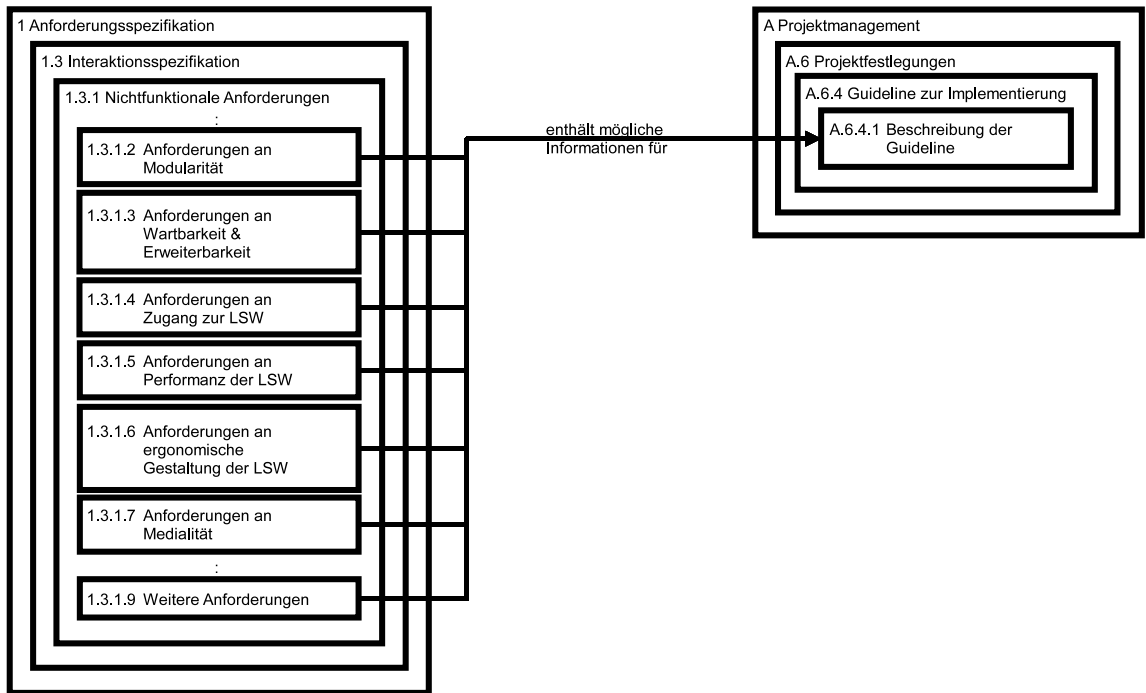 1 Anforderungsspezifikation
1.3 Interaktionsspezifikation
1.3.1 Nichtfunktionale Anforderungen
:
1.3.1.2 Anforderungen an
Modularität
1.3.1.3 Anforderungen an
Wartbarkeit &
Erweiterbarkeit
1.3.1.4 Anforderungen an
Zugang zur LSW
1.3.1.5 Anforderungen an
Performanz der LSW
1.3.1.6 Anforderungen an
ergonomische
Gestaltung der LSW
1.3.1.7 Anforderungen an
Medialität
:
1.3.1.9 Weitere Anforderungen
enthält mögliche
Informationen für
A Projektmanagement
A.6 Projektfestlegungen
A.6.4 Guideline zur Implementierung
A.6.4.1 Beschreibung der
Guideline